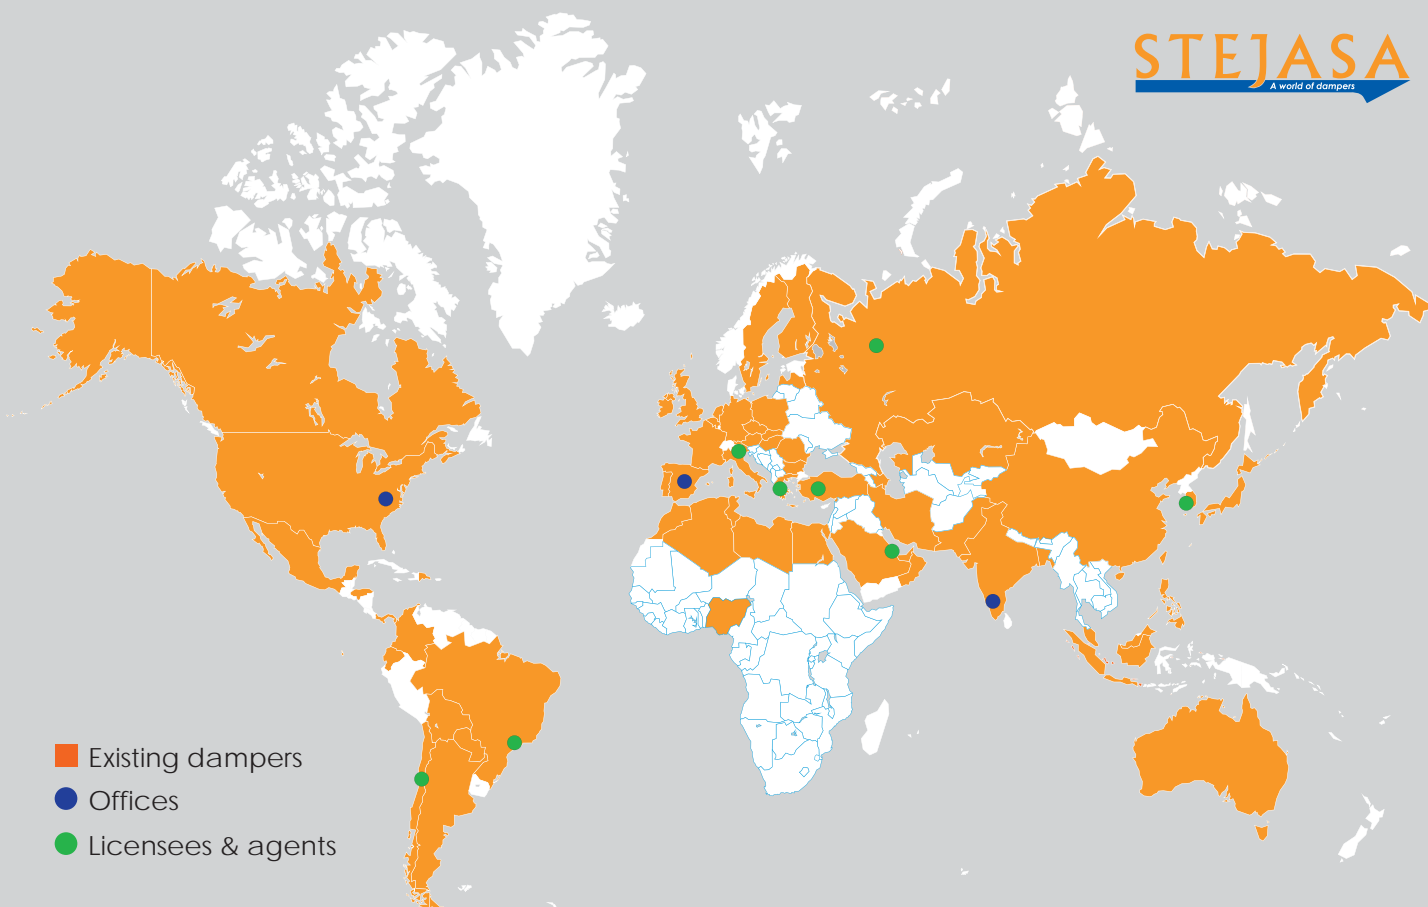 STEJASA
A world of dampers
Existing dampers
Offices
Licensees & agents